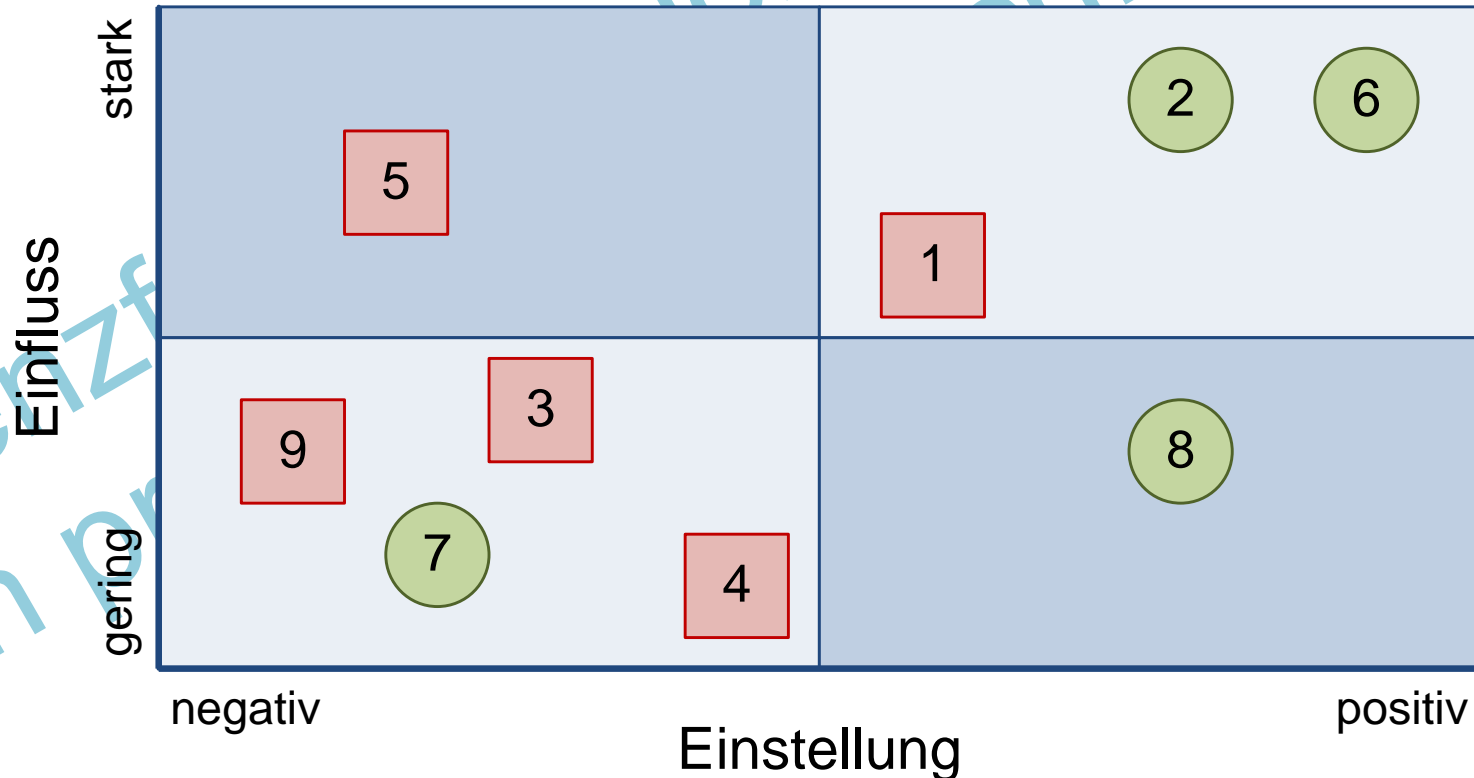 stark
2
6
5
1
Einfluss
3
9
8
7
4
gering
negativ
positiv
Einstellung